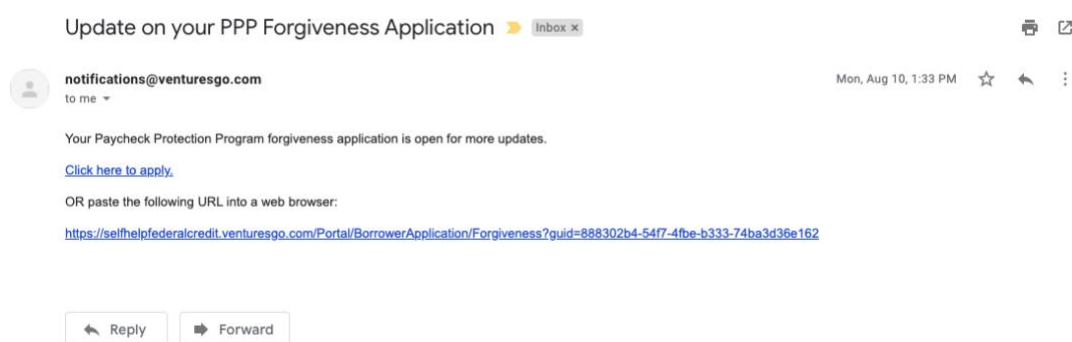 Update on your PPP Forgiveness Application Inbox x
notifications@venturesgo.com Mon, Aug 10, 1:33 PM
to me
Your Paycheck Protection Program forgiveness application is open for more updates.
Click here to apply.
OR paste the following URL into a web browser:
https://selfhelpfederalcredit.venturesgo.com/Portal/BorrowerApplication/Forgiveness?guid=888302b4-54f7-4fbe-b333-74ba3d36e162
Reply Forward